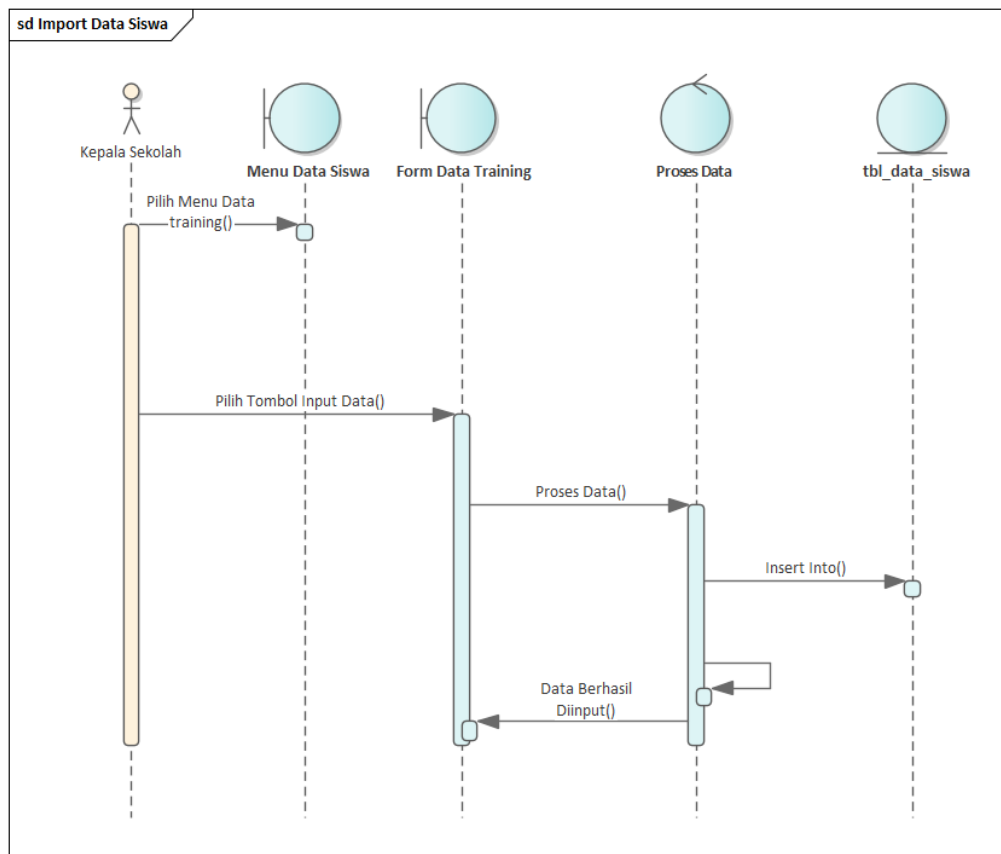 sd Import Data Siswa
Kepala Sekolah
Menu Data Siswa
Form Data Training
Proses Data
tbl_data_siswa
Pilih Menu Data
training()
Pilih Tombol Input Data()
Proses Data()
Insert Into()
Data Berhasil
Diinput()